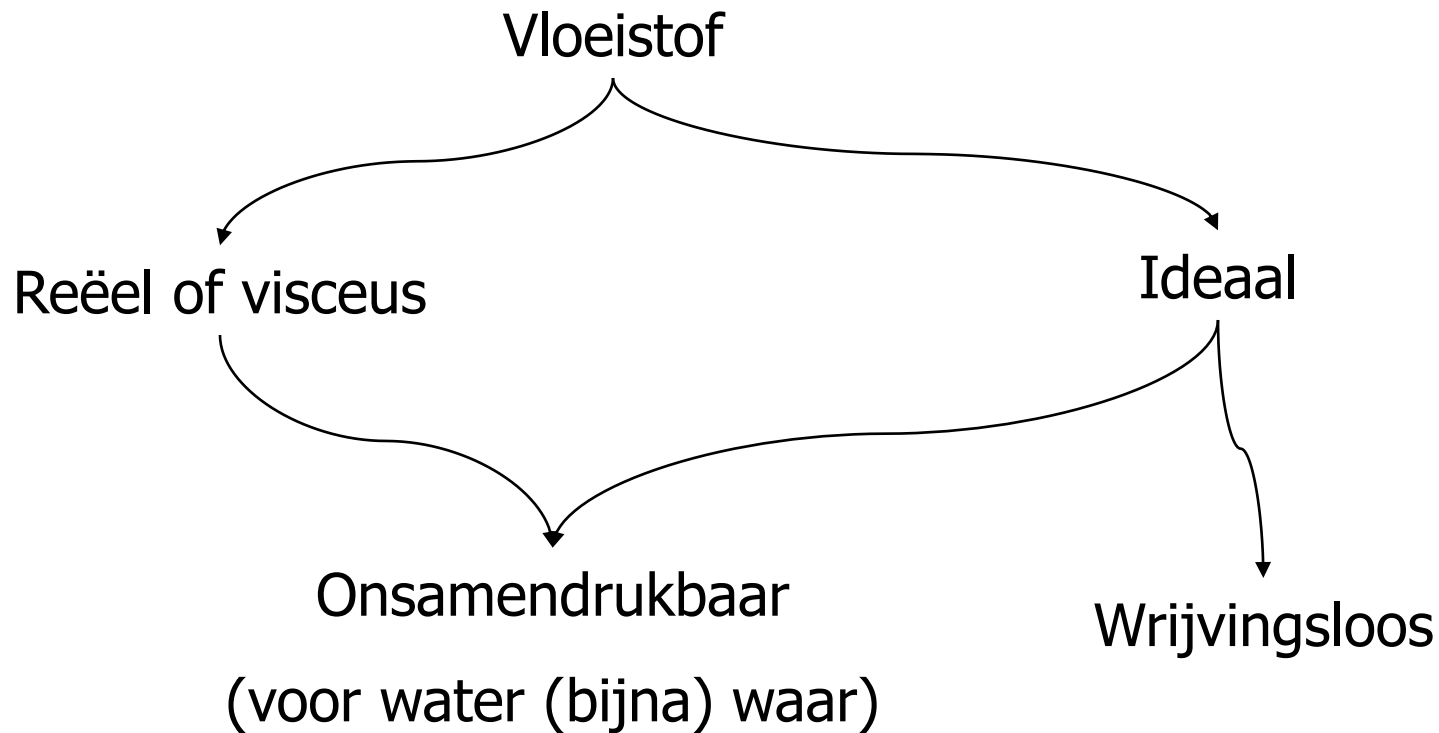 Vloeistof
Reëel of visceus
Ideaal
Onsamendrukbaar
(voor water (bijna) waar)
Wrijvingsloos